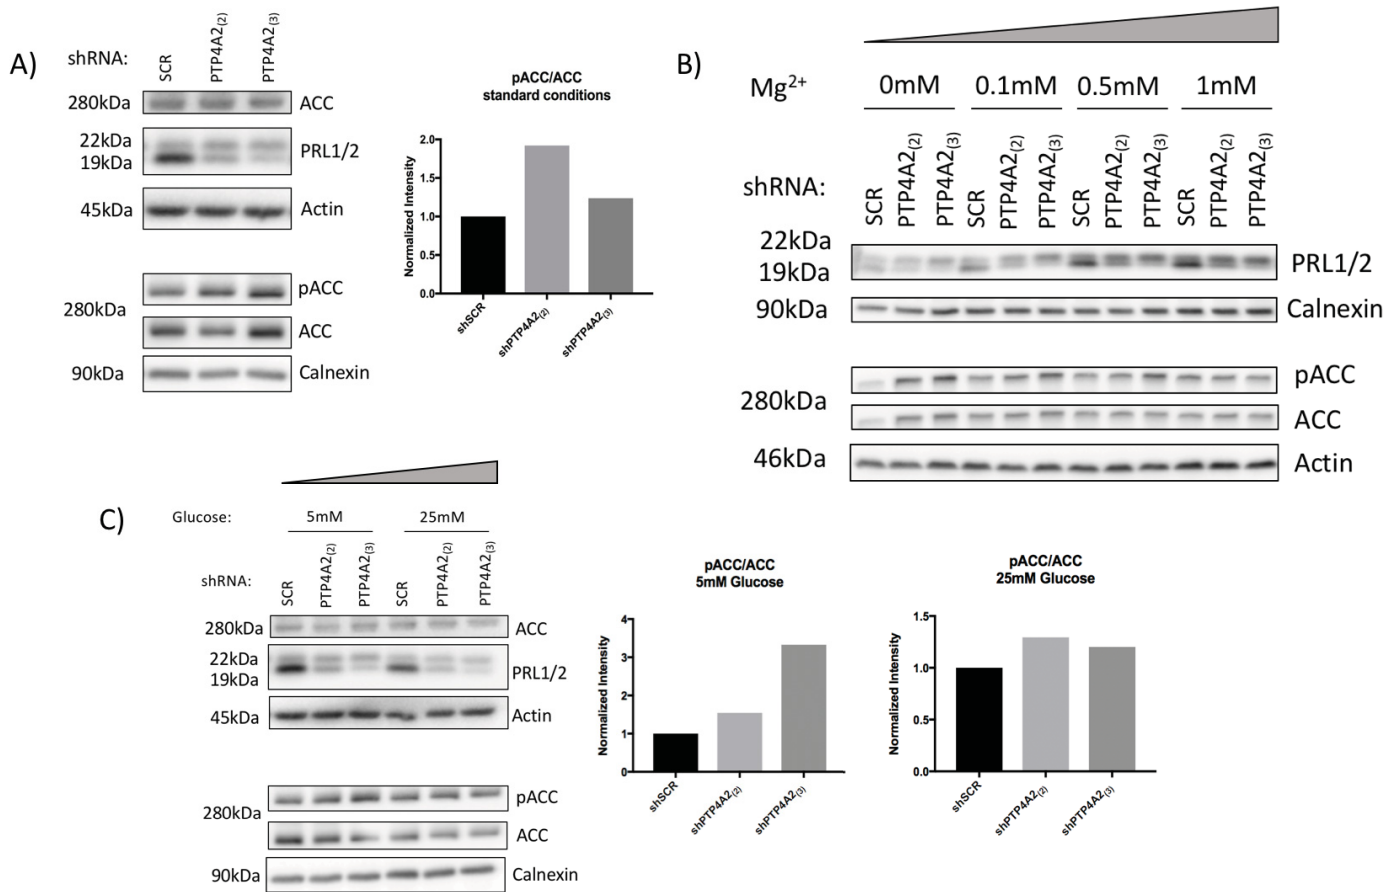 A)
shRNA:
SCR
PTP4A2(2)
PTP4A2(3)
280kDa
ACC
22kDa
19kDa
PRL1/2
45kDa
Actin
pACC
280kDa
ACC
90kDa
Calnexin
pACC/ACC
standard conditions
Normalized Intensity
2.0
1.5
1.0
0.5
0.0
shSCR
shPTP4A2(2)
shPTP4A2(3)
B)
Mg2+
0mM 0.1mM 0.5mM 1mM
shRNA:
SCR
PTP4A2(2)
PTP4A2(3)
SCR
PTP4A2(2)
PTP4A2(3)
SCR
PTP4A2(2)
PTP4A2(3)
SCR
PTP4A2(2)
PTP4A2(3)
22kDa
19kDa
PRL1/2
90kDa
Calnexin
pACC
280kDa
ACC
46kDa
Actin
C)
Glucose: 5mM 25mM
shRNA:
SCR
PTP4A2(2)
PTP4A2(3)
SCR
PTP4A2(2)
PTP4A2(3)
280kDa
ACC
22kDa
19kDa
PRL1/2
45kDa
Actin
pACC
280kDa
ACC
90kDa
Calnexin
pACC/ACC
5mM Glucose
Normalized Intensity
4
3
2
1
0
shSCR
shPTP4A2(2)
shPTP4A2(3)
pACC/ACC
25mM Glucose
Normalized Intensity
1.5
1.0
0.5
0.0
shSCR
shPTP4A2(2)
shPTP4A2(3)